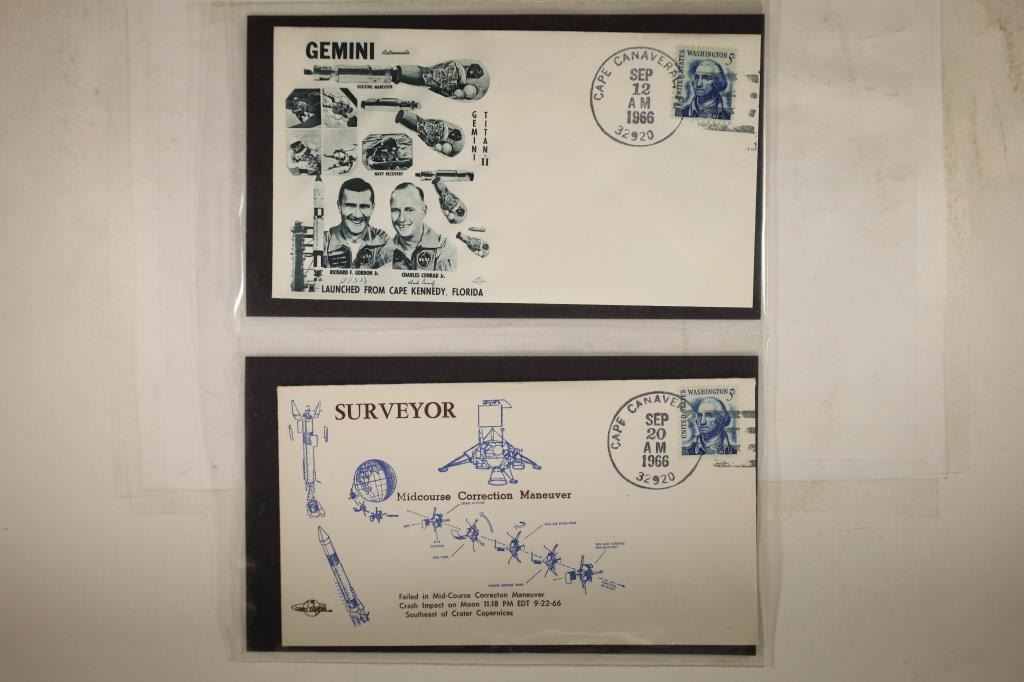 GEMINI Astronauts
DOCKING MANEUVER
GEMINI
TITAN-II
NAVY RECOVERY
RICHARD F. GORDON Jr.
CHARLES CONRAD Jr.
LAUNCHED FROM CAPE KENNEDY, FLORIDA
CAPE CANAVERAL
SEP
12
AM
1966
32920
UNITED STATES
WASHINGTON 5c
SURVEYOR
Midcourse Correction Maneuver
Failed in Mid-Course Correcton Maneuver
Crash Impact on Moon 11:18 PM EDT 9-22-66
Southeast of Crater Copernicas
CAPE CANAVE
SEP
20
AM
1966
32920
UNITED STATES
WASHINGTON 5c